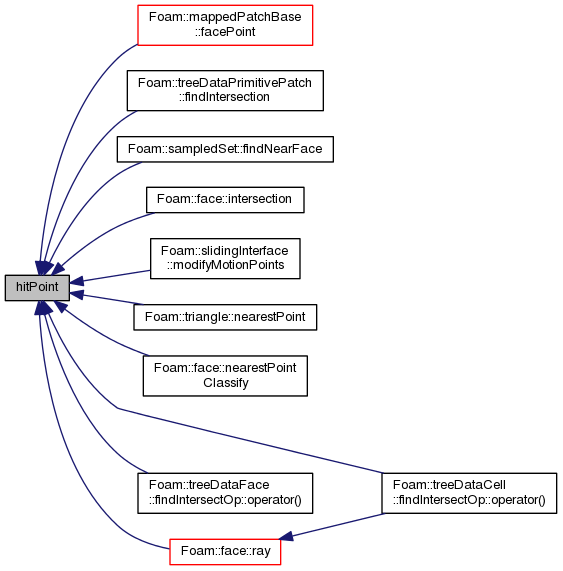 Foam::mappedPatchBase
::facePoint
Foam::treeDataPrimitivePatch
::findIntersection
Foam::sampledSet::findNearFace
Foam::face::intersection
Foam::slidingInterface
::modifyMotionPoints
hitPoint
Foam::triangle::nearestPoint
Foam::face::nearestPoint
Classify
Foam::treeDataFace
::findIntersectOp::operator()
Foam::treeDataCell
::findIntersectOp::operator()
Foam::face::ray